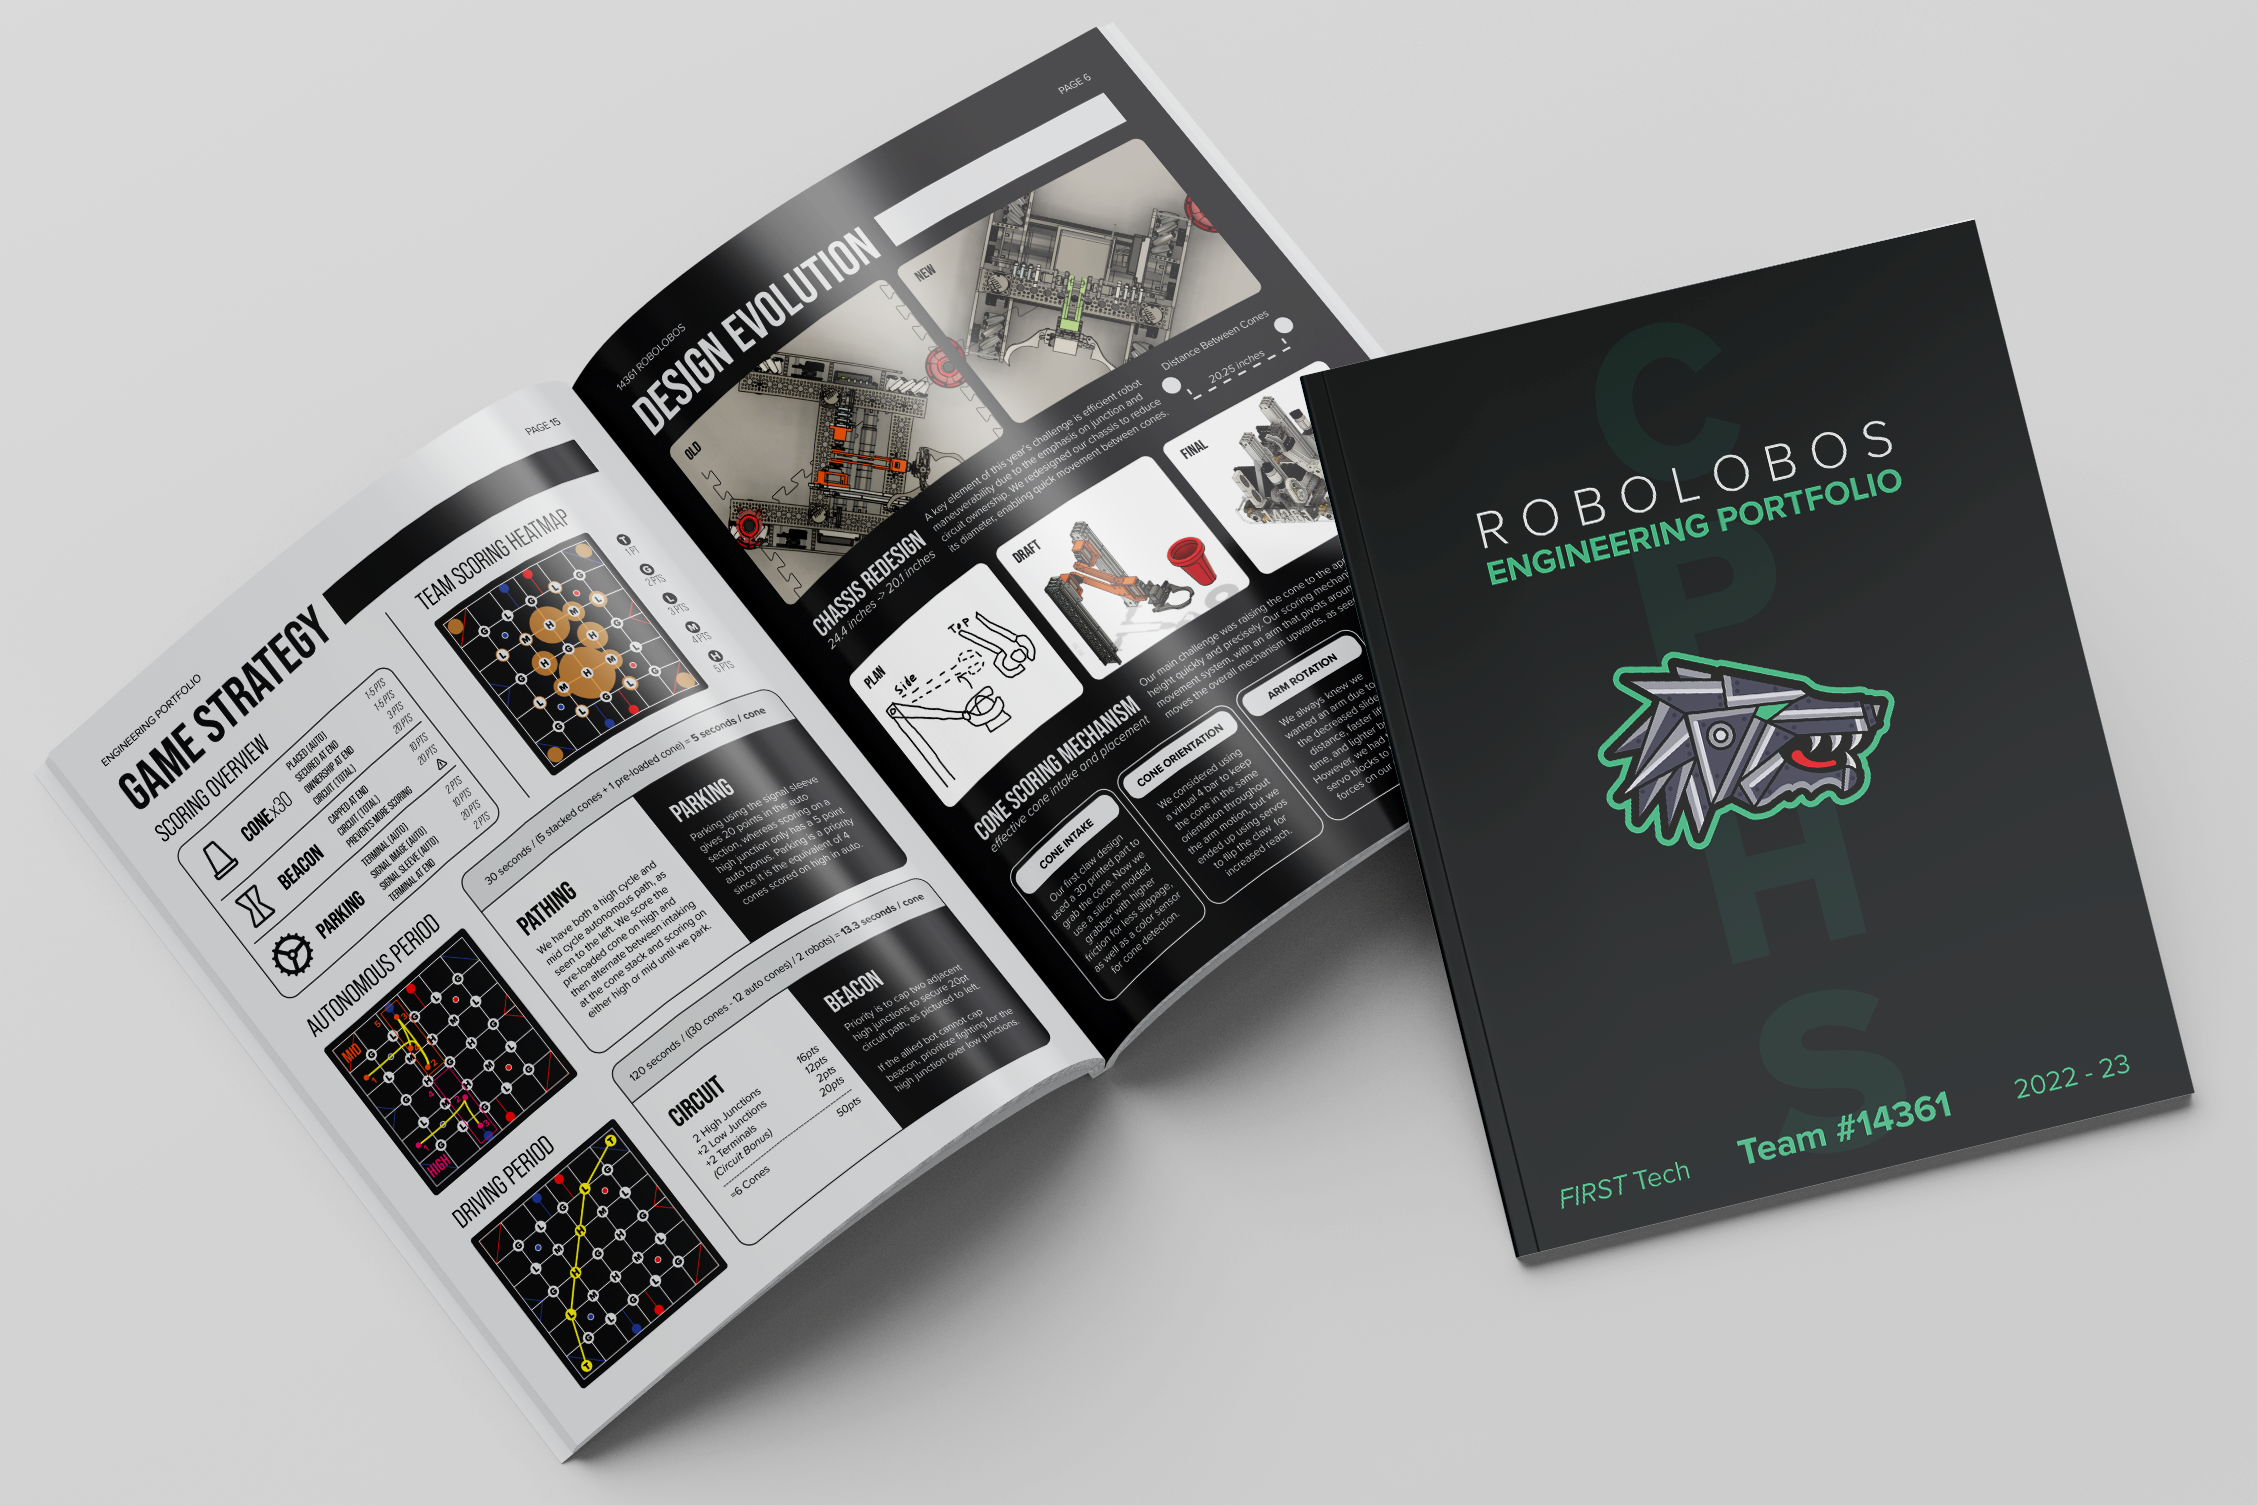 ENGINEERING PORTFOLIO
PAGE 15
GAME STRATEGY
SCORING OVERVIEW
CONE x30
PLACED (AUTO)
1-5 PTS
SECURED AT END
1-5 PTS
OWNERSHIP AT END
3 PTS
CIRCUIT (TOTAL)
20 PTS
BEACON
CAPPED AT END
10 PTS
CIRCUIT (TOTAL)
20 PTS
PREVENTS MORE SCORING
PARKING
TERMINAL (AUTO)
2 PTS
SIGNAL IMAGE (AUTO)
10 PTS
SIGNAL SLEEVE (AUTO)
20 PTS
TERMINAL AT END
2 PTS
TEAM SCORING HEATMAP
T
1 PT
G
2 PTS
L
3 PTS
M
4 PTS
H
5 PTS
AUTONOMOUS PERIOD
MID
HIGH
30 seconds / (5 stacked cones + 1 pre-loaded cone) = 5 seconds / cone
PATHING
We have both a high cycle and
mid cycle autonomous path, as
seen to the left. We score the
pre-loaded cone on high and
then alternate between intaking
at the cone stack and scoring on
either high or mid until we park.
PARKING
Parking using the signal sleeve
gives 20 points in the auto
section, whereas scoring on a
high junction only has a 5 point
auto bonus. Parking is a priority
since it is the equivalent of 4
cones scored on high in auto.
DRIVING PERIOD
120 seconds / ((30 cones - 12 auto cones) / 2 robots) = 13.3 seconds / cone
CIRCUIT
2 High Junctions
16pts
+2 Low Junctions
12pts
+2 Terminals
2pts
(Circuit Bonus)
20pts
=6 Cones
50pts
BEACON
Priority is to cap two adjacent
high junctions to secure 20pt
circuit path, as pictured to left.
If the allied bot cannot cap
beacon, prioritize fighting for the
high junction over low junctions.
14361 ROBOLOBOS
PAGE 6
DESIGN EVOLUTION
OLD
NEW
CHASSIS REDESIGN
24.4 inches -> 20.1 inches
A key element of this year's challenge is efficient robot
maneuverability due to the emphasis on junction and
circuit ownership. We redesigned our chassis to reduce
its diameter, enabling quick movement between cones.
Distance Between Cones
20.25 inches
PLAN
Side
Top
DRAFT
FINAL
CONE SCORING MECHANISM
effective cone intake and placement
Our main challenge was raising the cone to the
height quickly and precisely. Our scoring
movement system, with an arm that pivots
moves the overall mechanism upwards, as
CONE INTAKE
Our first claw design
used a 3D printed part to
grab the cone. Now we
use a silicone molded
grabber with higher
friction for less slippage,
as well as a color sensor
for cone detection.
CONE ORIENTATION
We considered using
a virtual 4 bar to keep
the cone in the same
orientation throughout
the arm motion, but we
ended up using servos
to flip the claw for
increased reach.
ARM ROTATION
We always knew we
wanted an arm due to
the decreased slide
distance, faster
time, and lighter
However, we had
servo blocks to
forces on our
CPHS
ROBOLOBOS
ENGINEERING PORTFOLIO
FIRST Tech
Team #14361
2022 - 23